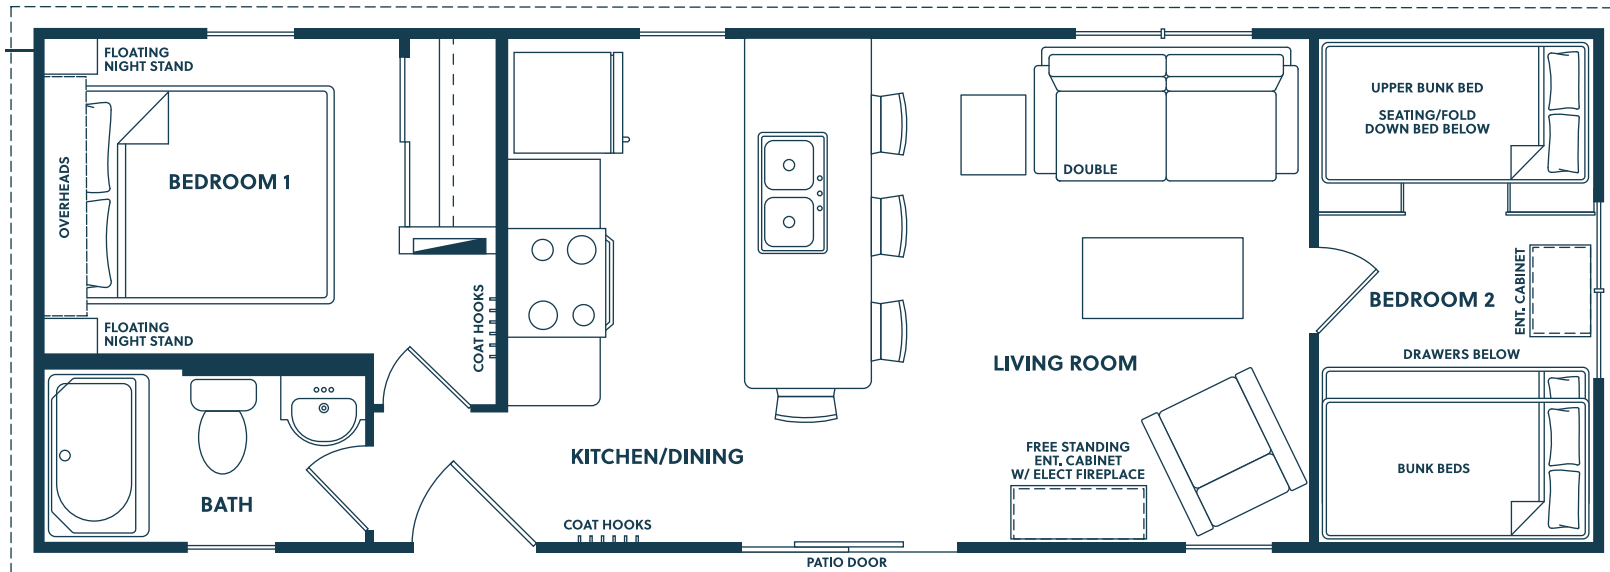 FLOATING
NIGHT STAND
OVERHEADS
BEDROOM 1
FLOATING
NIGHT STAND
COAT HOOKS
BATH
KITCHEN/DINING
COAT HOOKS
PATIO DOOR
DOUBLE
LIVING ROOM
FREE STANDING
ENT. CABINET
W/ ELECT FIREPLACE
UPPER BUNK BED
SEATING/FOLD
DOWN BED BELOW
BEDROOM 2
ENT. CABINET
DRAWERS BELOW
BUNK BEDS